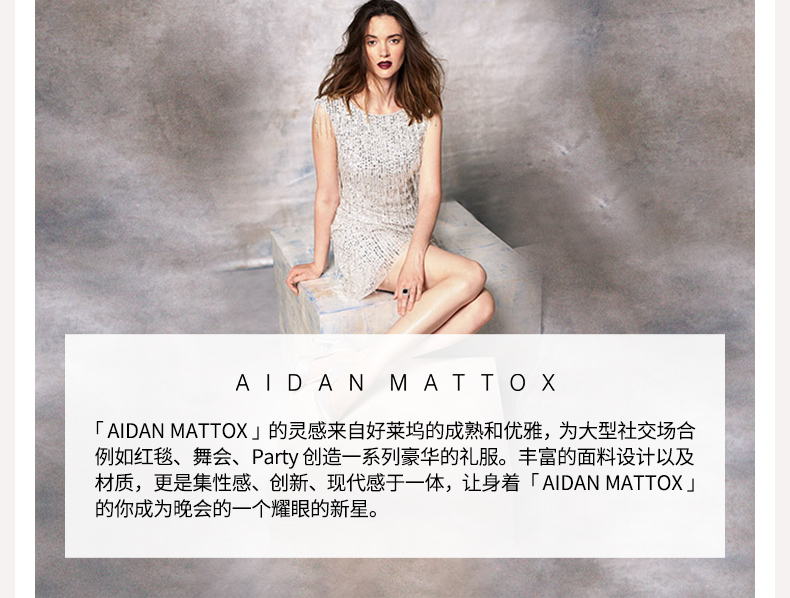 AIDAN MATTOX
「AIDAN MATTOX」的灵感来自好莱坞的成熟和优雅，为大型社交场合
例如红毯、舞会、Party 创造一系列豪华的礼服。丰富的面料设计以及
材质，更是集性感、创新、现代感于一体，让身着「AIDAN MATTOX」
的你成为晚会的一个耀眼的新星。